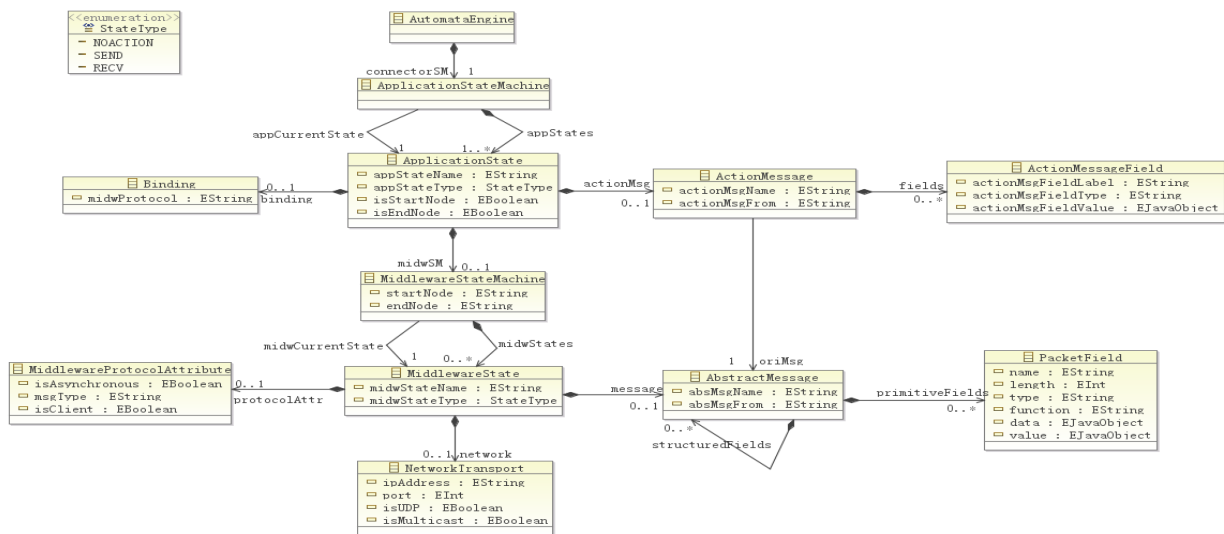 <<enumeration>>
StateType
NOACTION
SEND
RECV
AutomataEngine
connectorSM 1
ApplicationStateMachine
appCurrentState
appStates
1
1..*
ApplicationState
appStateName : EString
appStateType : StateType
isStartNode : EBoolean
isEndNode : EBoolean
Binding
midwProtocol : EString
0..1
binding
actionMsg
0..1
ActionMessage
actionMsgName : EString
actionMsgFrom : EString
fields
0..*
ActionMessageField
actionMsgFieldLabel : EString
actionMsgFieldType : EString
actionMsgFieldValue : EJavaObject
midwSM
0..1
MiddlewareStateMachine
startNode : EString
endNode : EString
midwCurrentState
midwStates
1
0..*
1
oriMsg
MiddlewareProtocolAttribute
isAsynchronous : EBoolean
msgType : EString
isClient : EBoolean
0..1
protocolAttr
MiddlewareState
midwStateName : EString
midwStateType : StateType
message
0..1
AbstractMessage
absMsgName : EString
absMsgFrom : EString
0..*
structuredFields
primitiveFields
0..*
PacketField
name : EString
length : EInt
type : EString
function : EString
data : EJavaObject
value : EJavaObject
0..1
network
NetworkTransport
ipAddress : EString
port : EInt
isUDP : EBoolean
isMulticast : EBoolean